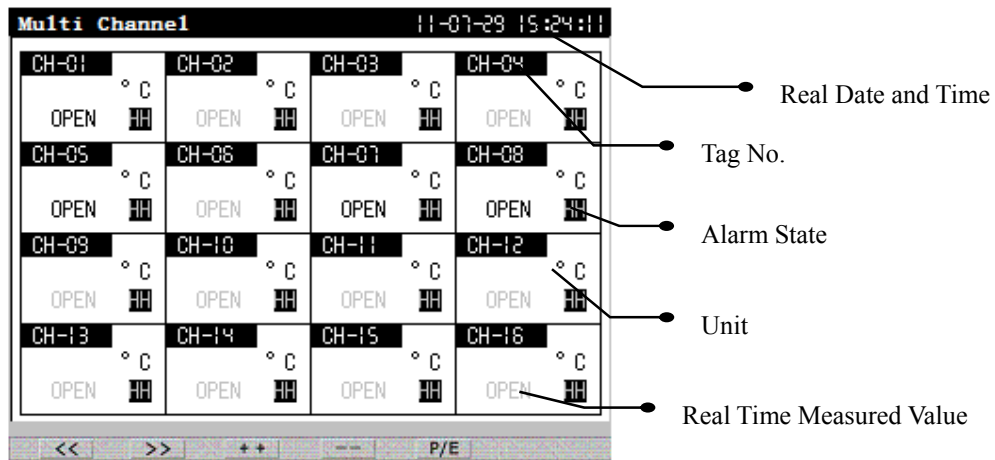 Multi Channel 11-07-29 15:24:11
CH-01 CH-02 CH-03 CH-04
°C °C °C °C
OPEN HH OPEN HH OPEN HH OPEN HH
CH-05 CH-06 CH-07 CH-08
°C °C °C °C
OPEN HH OPEN HH OPEN HH OPEN HH
CH-09 CH-10 CH-11 CH-12
°C °C °C °C
OPEN HH OPEN HH OPEN HH OPEN HH
CH-13 CH-14 CH-15 CH-16
°C °C °C °C
OPEN HH OPEN HH OPEN HH OPEN HH
<< >> ++ -- P/E
Real Date and Time
Tag No.
Alarm State
Unit
Real Time Measured Value